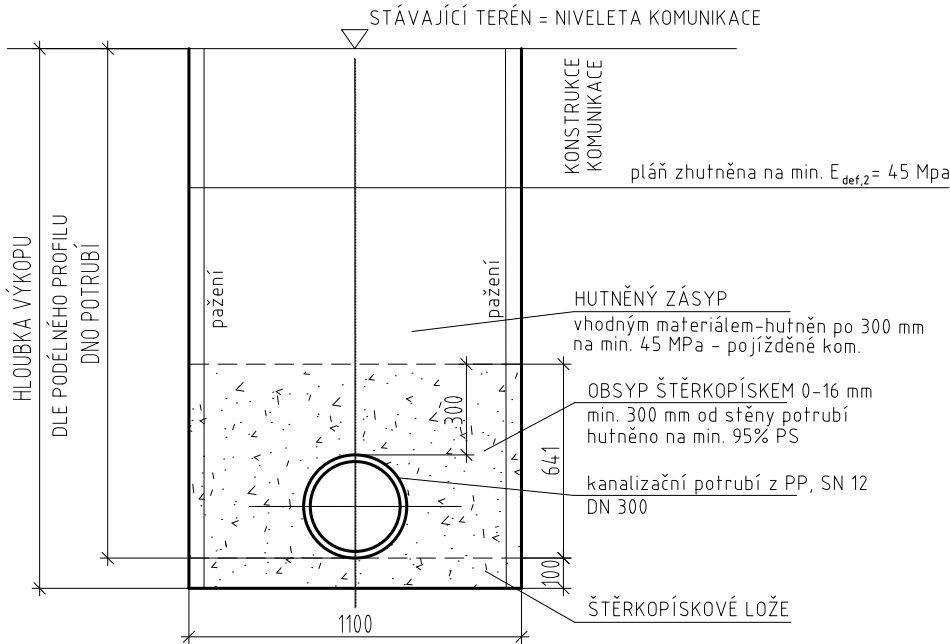 STÁVAJÍCÍ TERÉN = NIVELETA KOMUNIKACE
KONSTRUKCE
KOMUNIKACE
pláň zhutněna na min. Edef,2= 45 Mpa
HLOUBKA VÝKOPU
DLE PODÉLNÉHO PROFILU
DNO POTRUBÍ
pažení
pažení
HUTNĚNÝ ZÁSYP
vhodným materiálem-hutněn po 300 mm
na min. 45 MPa - pojížděné kom.
300
OBSYP ŠTĚRKOPÍSKEM 0-16 mm
min. 300 mm od stěny potrubí
hutněno na min. 95% PS
641
kanalizační potrubí z PP, SN 12
DN 300
100
ŠTĚRKOPÍSKOVÉ LOŽE
1100